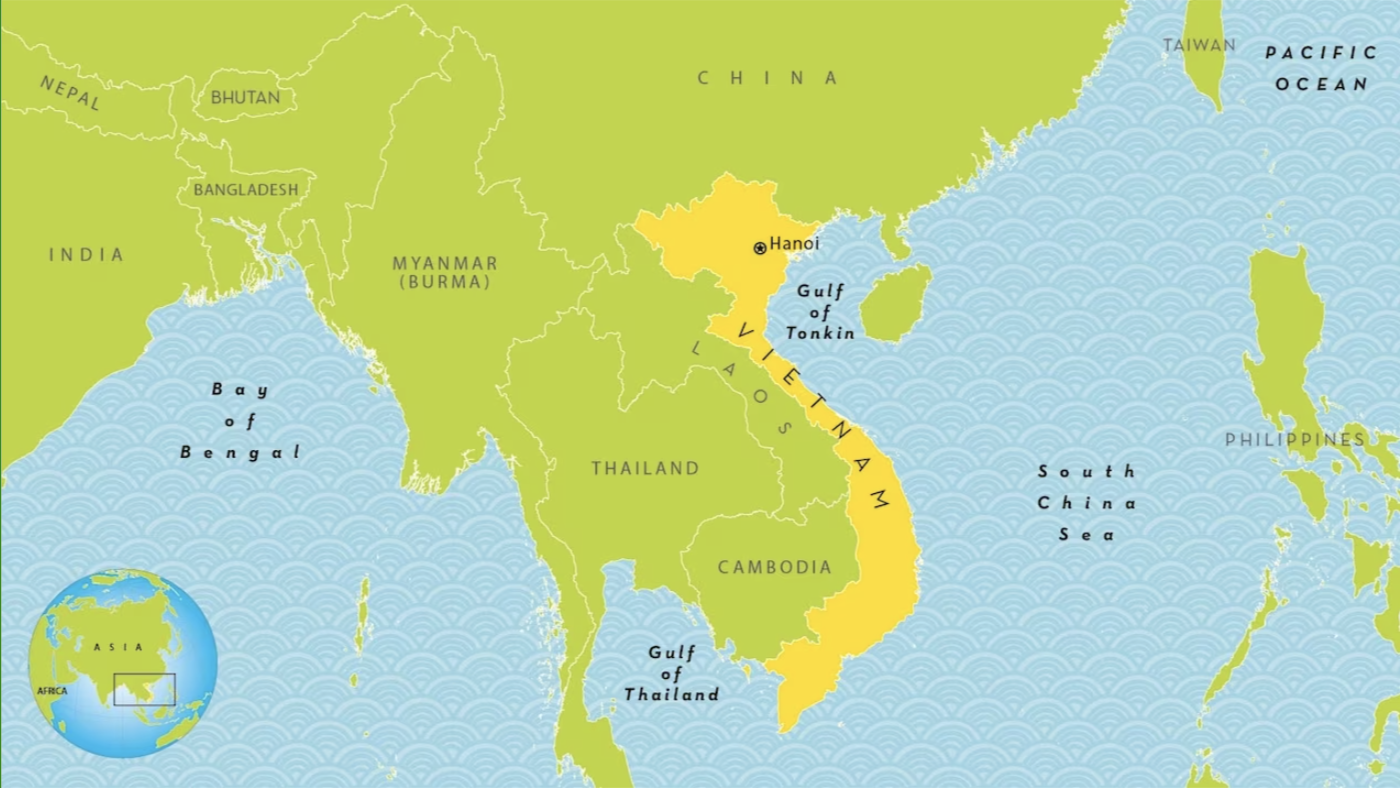 TAIWAN
PACIFIC
OCEAN
CHINA
NEPAL
BHUTAN
BANGLADESH
INDIA
MYANMAR
(BURMA)
Hanoi
Gulf
of
Tonkin
VIETNAM
LAOS
Bay
of
Bengal
THAILAND
PHILIPPINES
South
China
Sea
CAMBODIA
Gulf
of
Thailand
ASIA
AFRICA